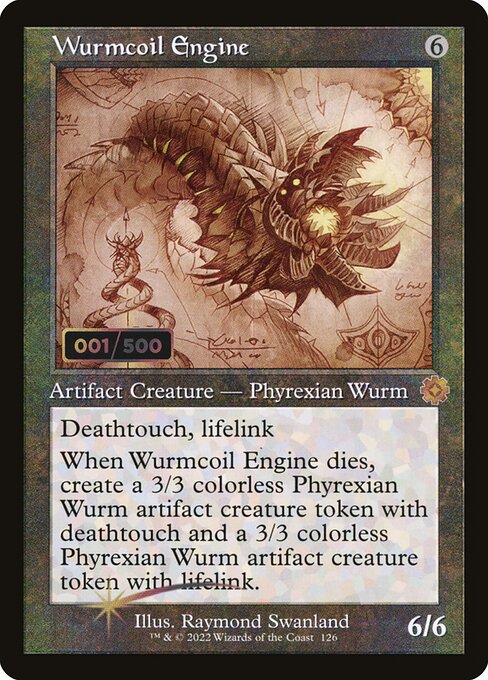 Wurmcoil Engine 6
001/500
Artifact Creature — Phyrexian Wurm
Deathtouch, lifelink
When Wurmcoil Engine dies,
create a 3/3 colorless Phyrexian
Wurm artifact creature token with
deathtouch and a 3/3 colorless
Phyrexian Wurm artifact creature
token with lifelink.
Illus. Raymond Swanland
™ & © 2022 Wizards of the Coast 126
6/6